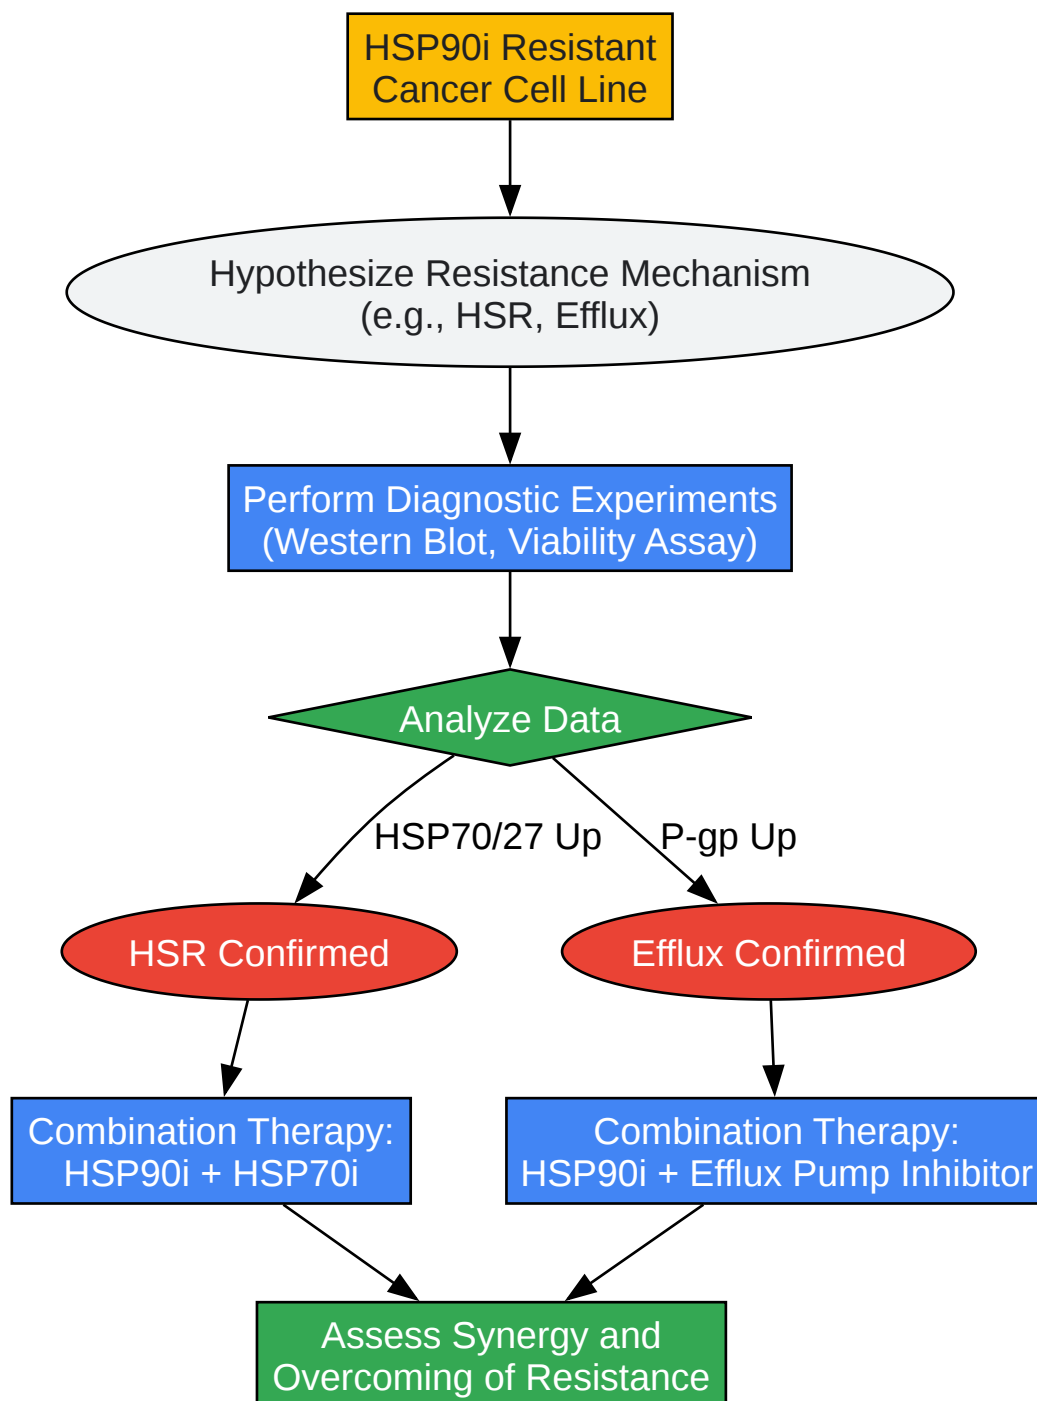 HSP90i Resistant
Cancer Cell Line
Hypothesize Resistance Mechanism
(e.g., HSR, Efflux)
Perform Diagnostic Experiments
(Western Blot, Viability Assay)
Analyze Data
HSP70/27 Up
P-gp Up
HSR Confirmed
Efflux Confirmed
Combination Therapy:
HSP90i + HSP70i
Combination Therapy:
HSP90i + Efflux Pump Inhibitor
Assess Synergy and
Overcoming of Resistance